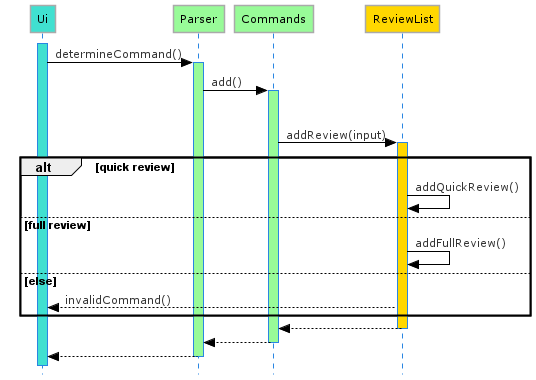 Ui Parser Commands ReviewList
determineCommand()
add()
addReview(input)
alt [quick review]
addQuickReview()
[full review]
addFullReview()
[else]
invalidCommand()